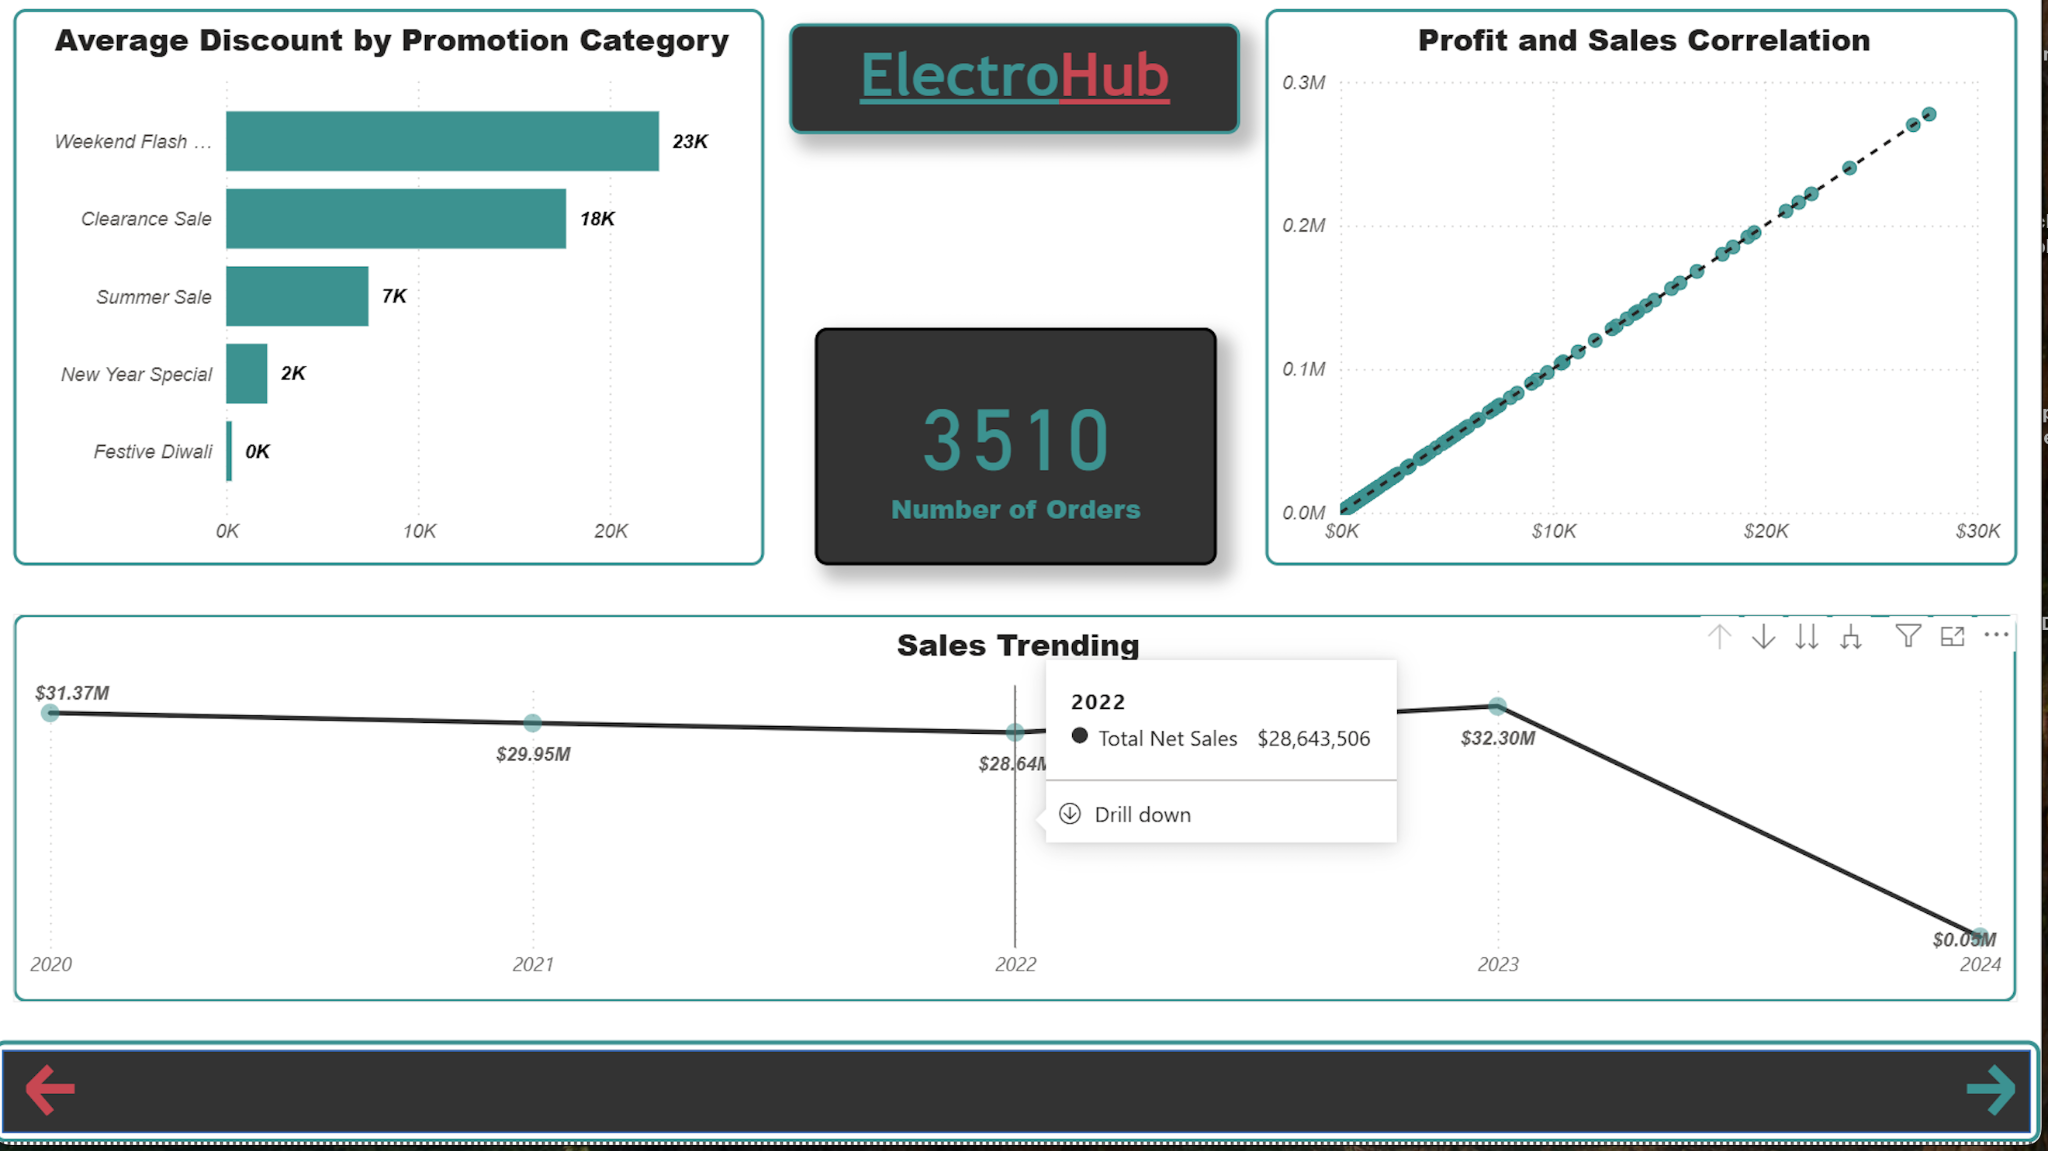 Average Discount by Promotion Category
Weekend Flash ...
23K
Clearance Sale
18K
Summer Sale
7K
New Year Special
2K
Festive Diwali
0K
0K
10K
20K
ElectroHub
3510
Number of Orders
Profit and Sales Correlation
0.3M
0.2M
0.1M
0.0M
$0K
$10K
$20K
$30K
Sales Trending
$31.37M
$29.95M
$28.64M
$32.30M
2022
Total Net Sales $28,643,506
Drill down
2020
2021
2022
2023
2024